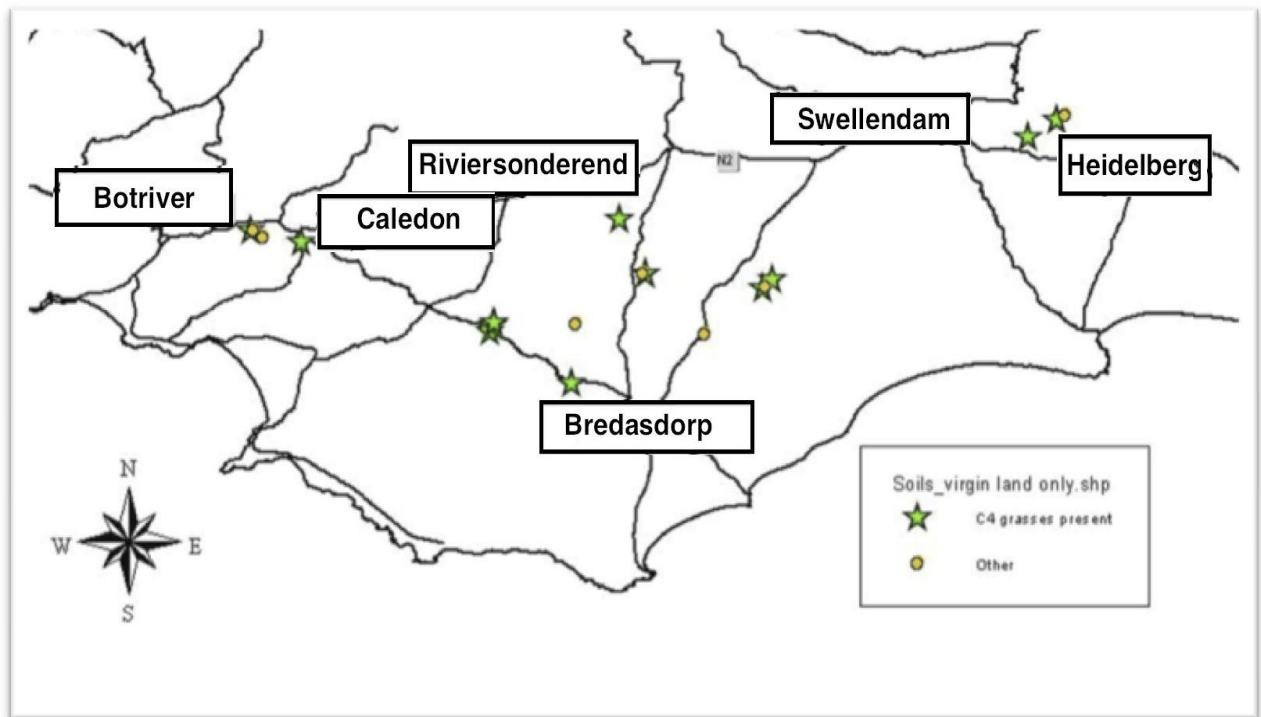 Swellendam
Riviersonderend
N2
Heidelberg
Botriver
Caledon
Bredasdorp
N
W
E
S
Soils_virgin land only.shp
C4 grasses present
Other